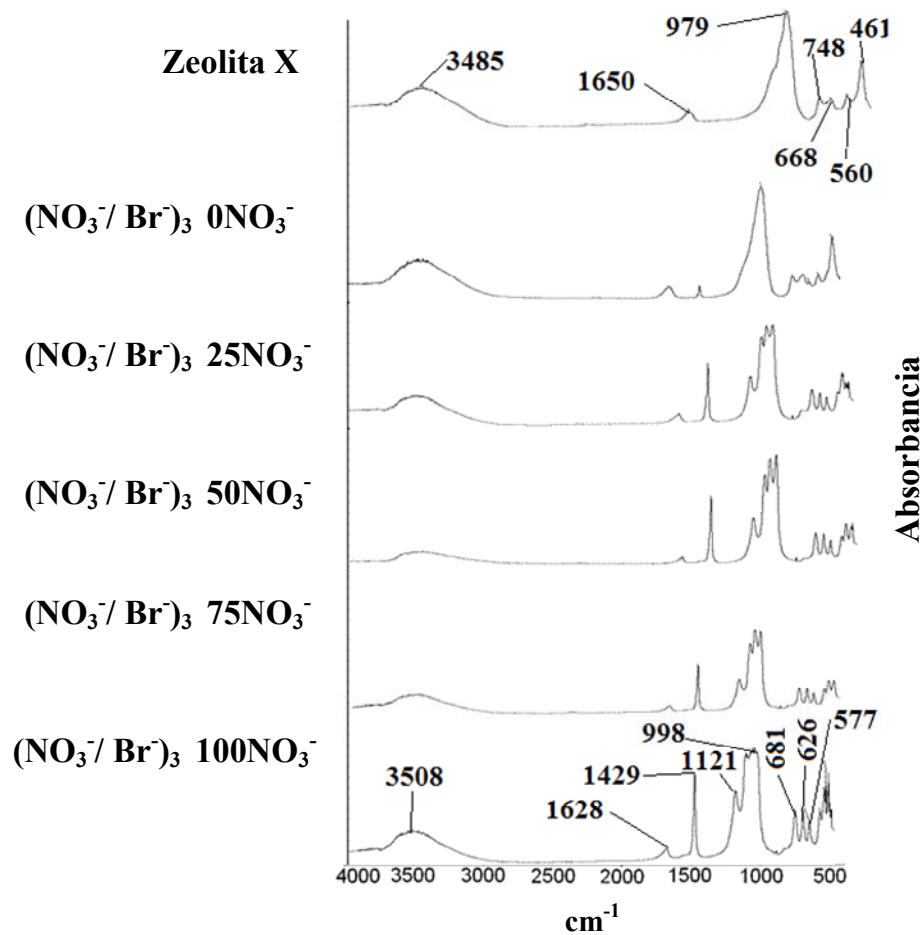 Zeolita X
3485
1650
979
748
461
668
560
(NO₃⁻/ Br⁻)₃ 0NO₃⁻
(NO₃⁻/ Br⁻)₃ 25NO₃⁻
(NO₃⁻/ Br⁻)₃ 50NO₃⁻
(NO₃⁻/ Br⁻)₃ 75NO₃⁻
(NO₃⁻/ Br⁻)₃ 100NO₃⁻
3508
1628
1429
1121
998
681
626
577
Absorbancia
4000 3500 3000 2500 2000 1500 1000 500
cm⁻¹